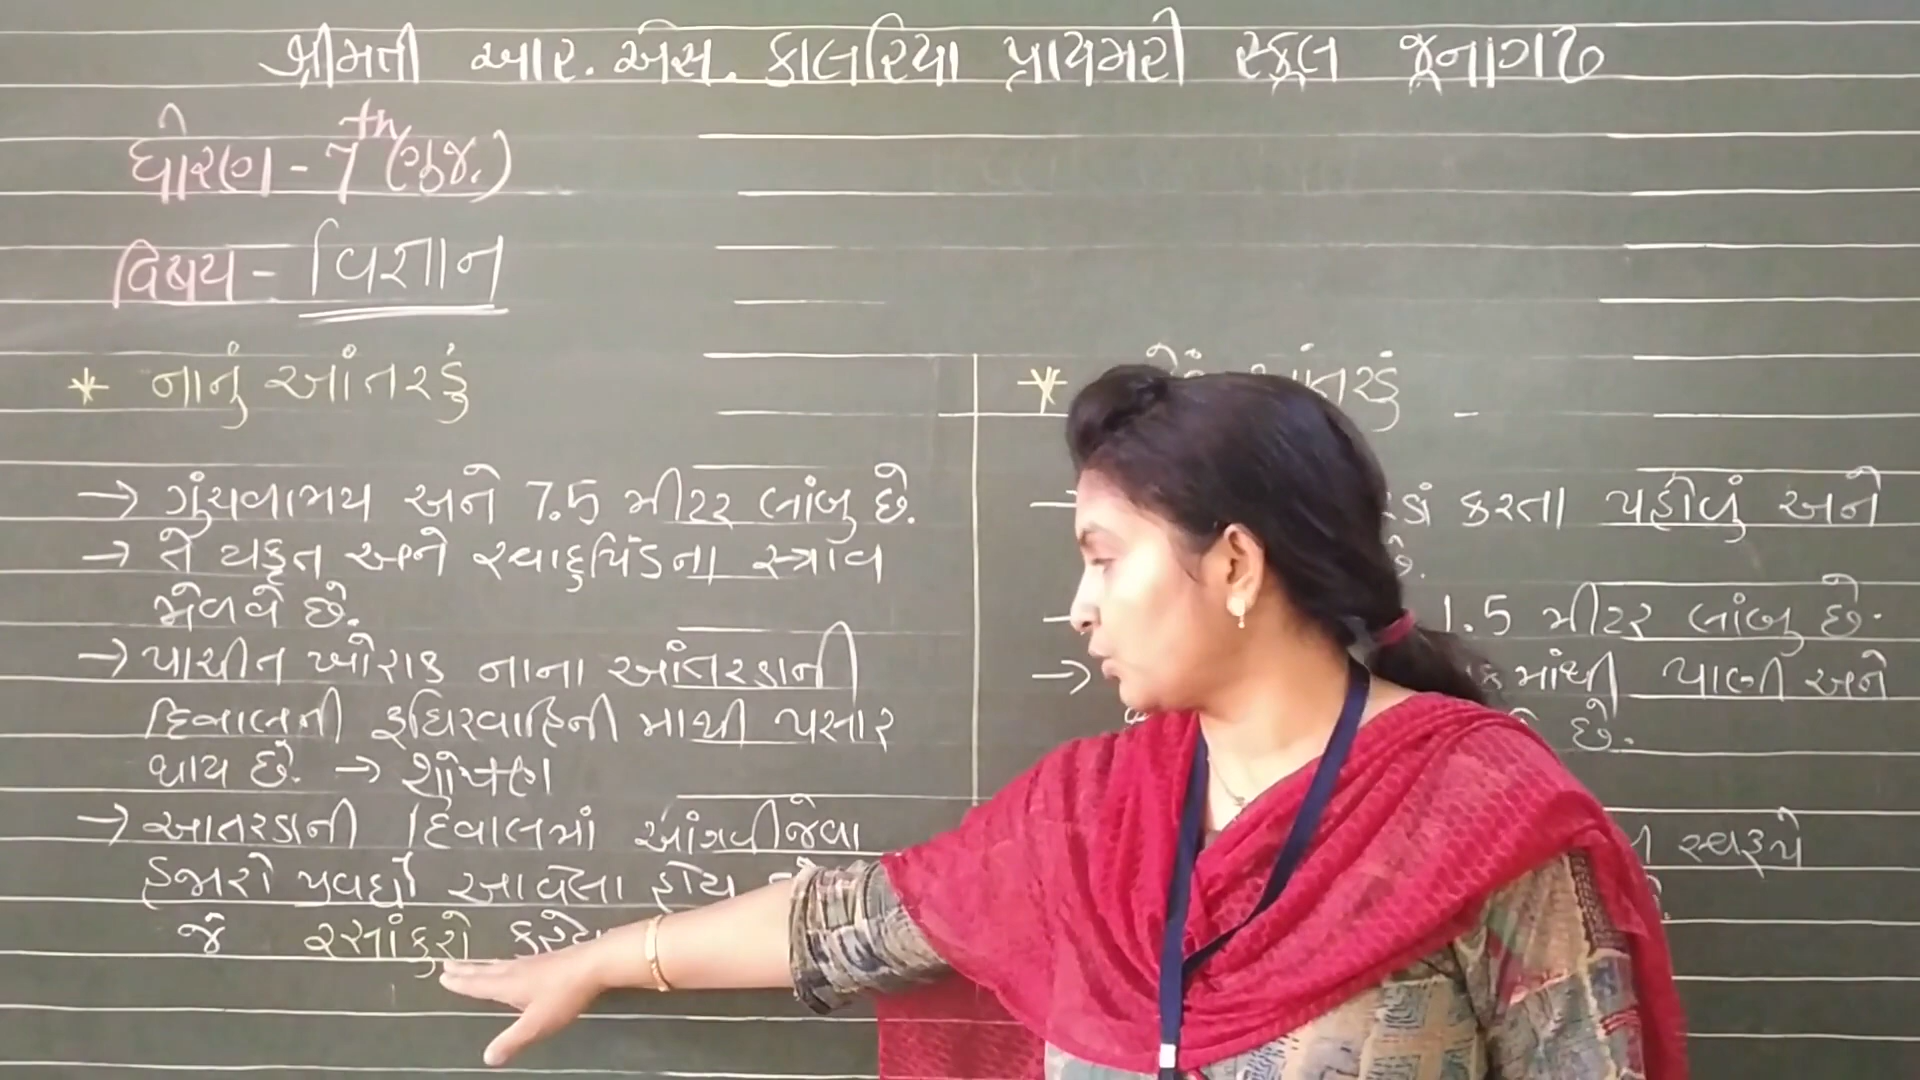 શ્રીમતી આર. એસ. કાલરિયા પ્રાયમરી સ્કૂલ જૂનાગઢ
ધોરણ - 7th (ગુજ.)
વિષય - વિજ્ઞાન
* નાનું આંતરડું
→ ગુંચવામય અને 7.5 મીટર લાંબુ છે.
→ તે યકૃત અને સ્વાદુપિંડના સ્ત્રાવ
મેળવે છે.
→ પાચીત ખોરાક નાના આંતરડાની
દિવાલની રૂધિરવાહિની માથી પસાર
થાય છે. → શોષણ
→ આતરડાની દિવાલમાં આંગળીજેવા
હજારો પ્રવર્ધો આવેલા હોય
જે રસાંકુરો
* આંતરડું
→ કરતા પહોળું અને
છે.
→ 1.5 મીટર લાંબુ છે.
→ માંથી પાણી અને
છે.
સ્વરૂપે